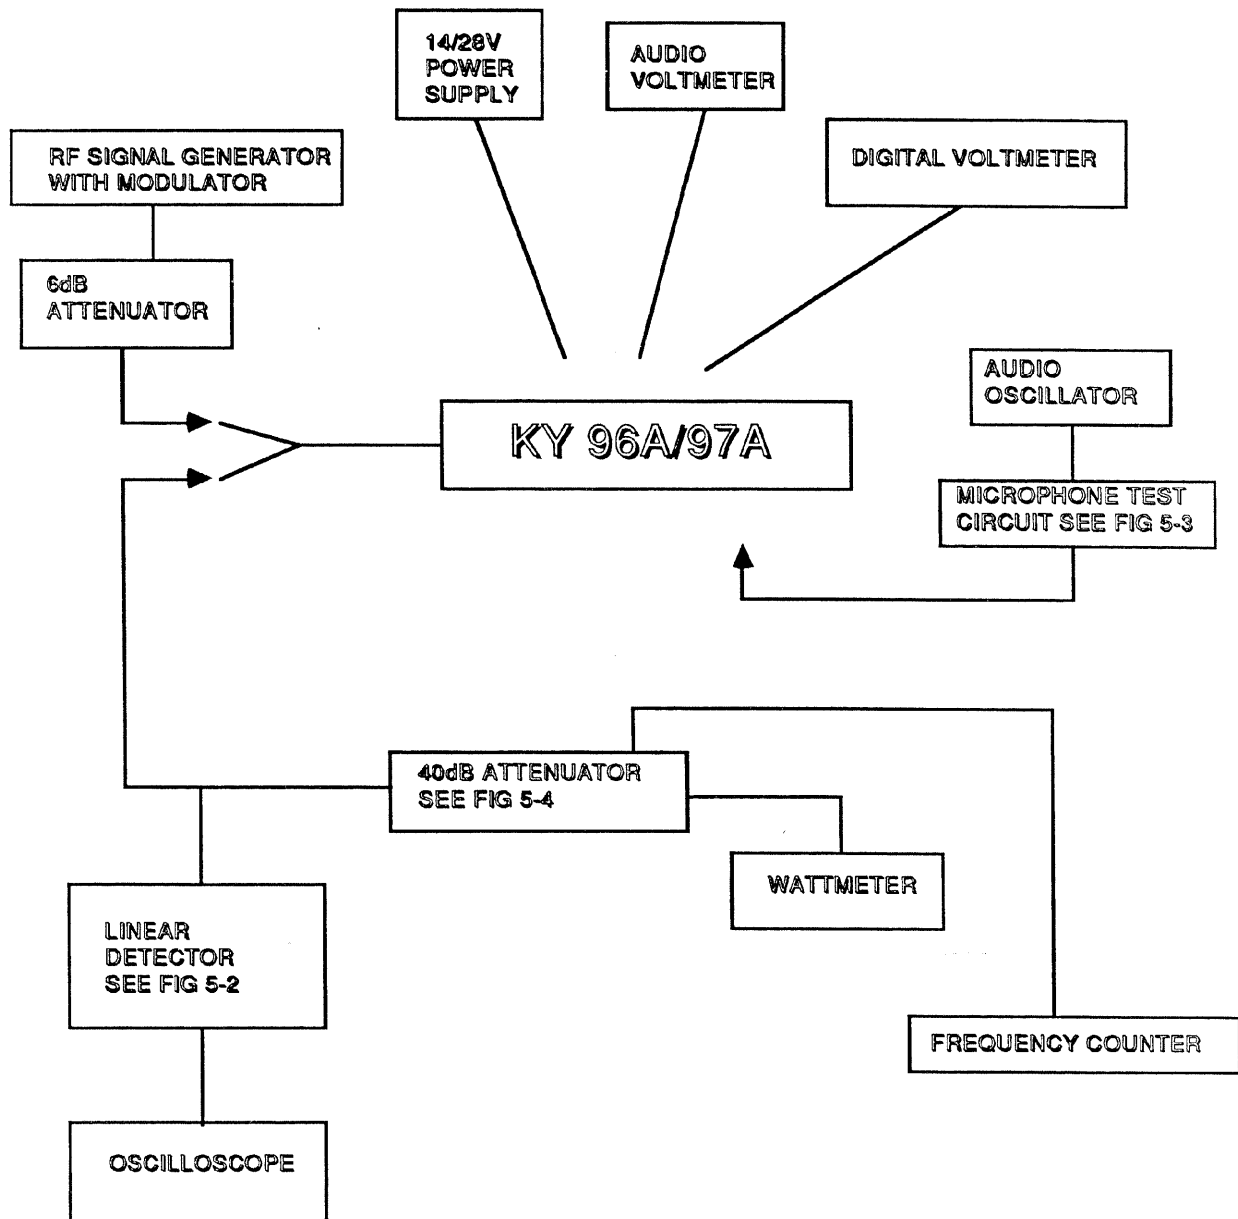 14/28V
POWER
SUPPLY
AUDIO
VOLTMETER
RF SIGNAL GENERATOR
WITH MODULATOR
DIGITAL VOLTMETER
6dB
ATTENUATOR
AUDIO
OSCILLATOR
KY 96A/97A
MICROPHONE TEST
CIRCUIT SEE FIG 5-3
40dB ATTENUATOR
SEE FIG 5-4
WATTMETER
LINEAR
DETECTOR
SEE FIG 5-2
FREQUENCY COUNTER
OSCILLOSCOPE